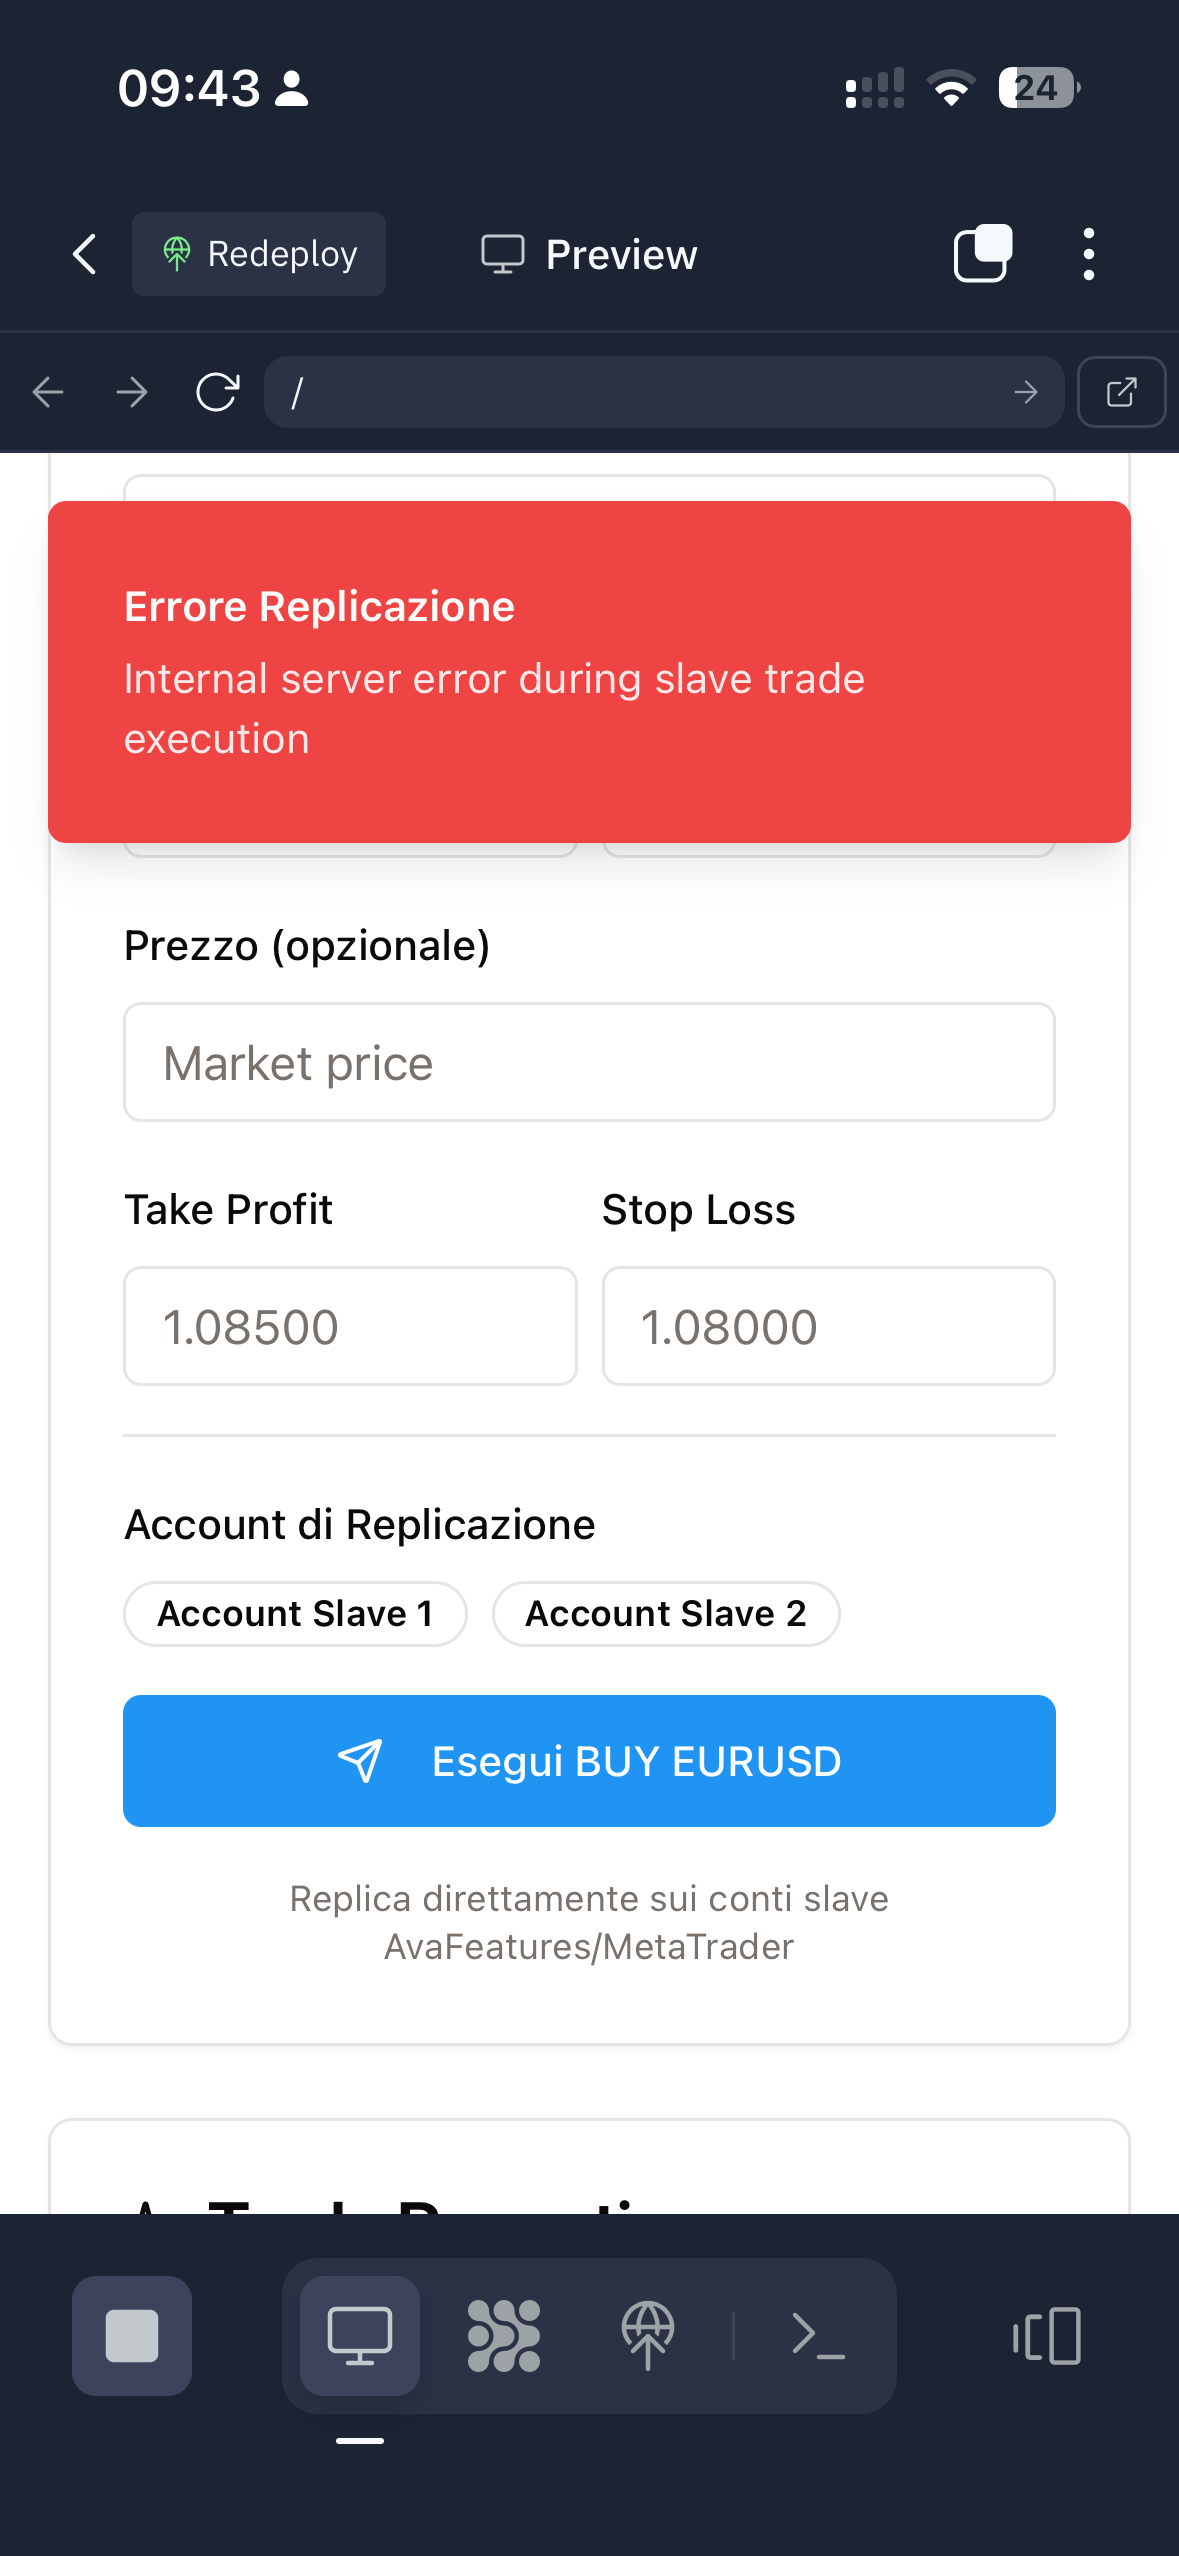 09:43
24
Redeploy
Preview
/
Errore Replicazione
Internal server error during slave trade
execution
Prezzo (opzionale)
Market price
Take Profit
Stop Loss
1.08500
1.08000
Account di Replicazione
Account Slave 1
Account Slave 2
Esegui BUY EURUSD
Replica direttamente sui conti slave
AvaFeatures/MetaTrader